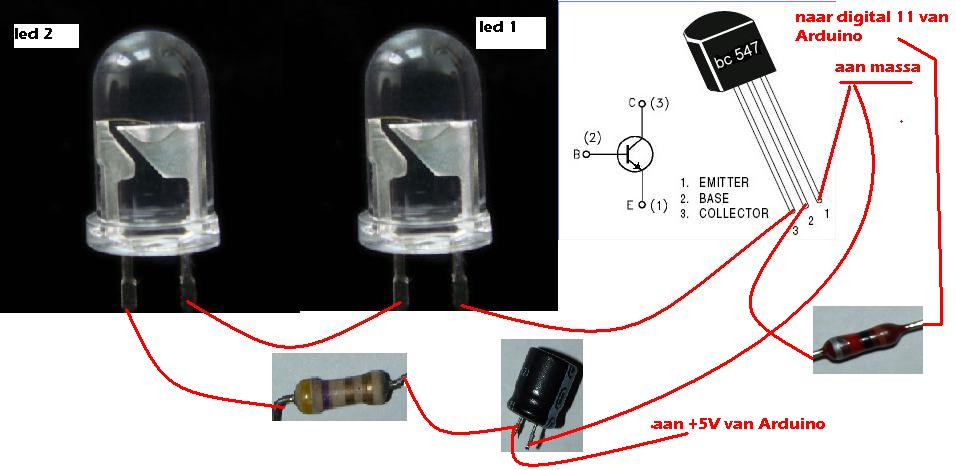 led 2
led 1
naar digital 11 van
Arduino
aan massa
bc 547
C (3)
(2)
B
E (1)
1. EMITTER
2. BASE
3. COLLECTOR
1
2
3
aan +5V van Arduino